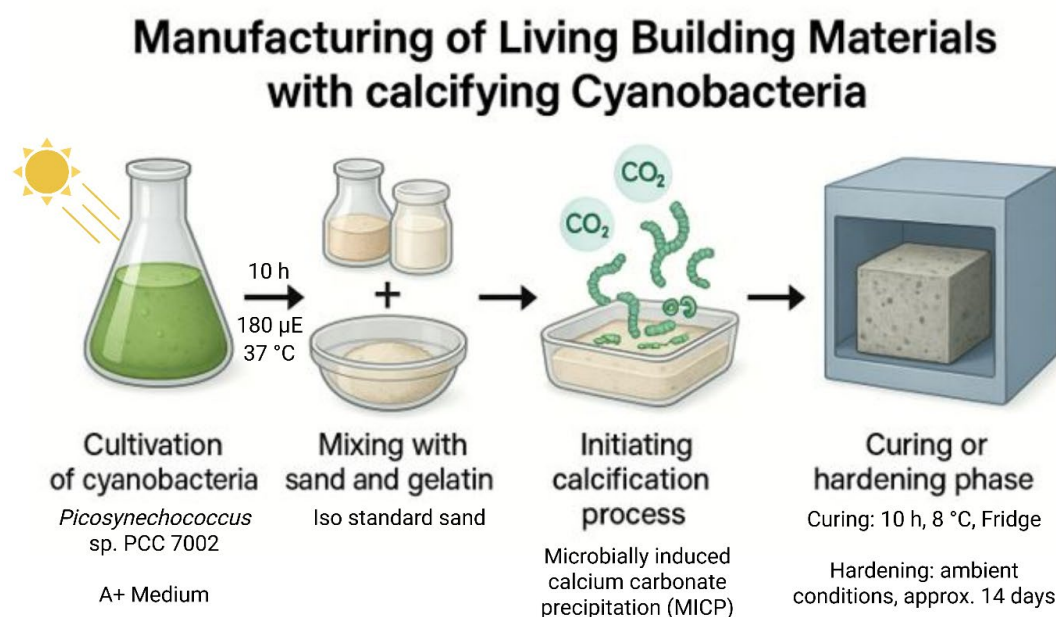 Manufacturing of Living Building Materials
with calcifying Cyanobacteria
10 h
180 µE
37 °C
+
CO₂
CO₂
Cultivation
of cyanobacteria
Picosynechococcus
sp. PCC 7002
A+ Medium
Mixing with
sand and gelatin
Iso standard sand
Initiating
calcification
process
Microbially induced
calcium carbonate
precipitation (MICP)
Curing or
hardening phase
Curing: 10 h, 8 °C, Fridge
Hardening: ambient
conditions, approx. 14 days